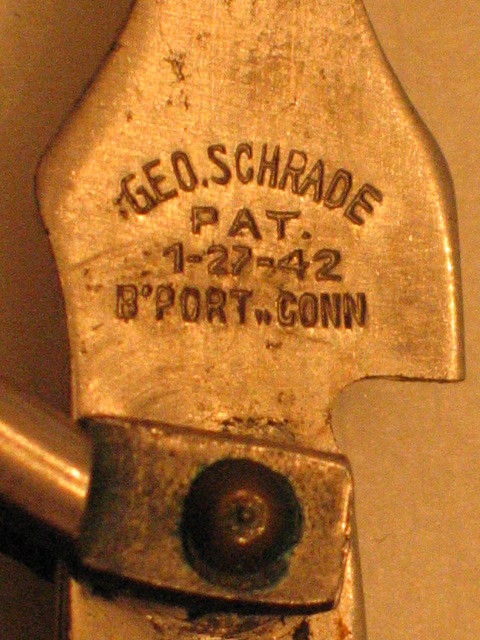 GEO. SCHRADE
PAT.
1-27-42
B'PORT,, CONN